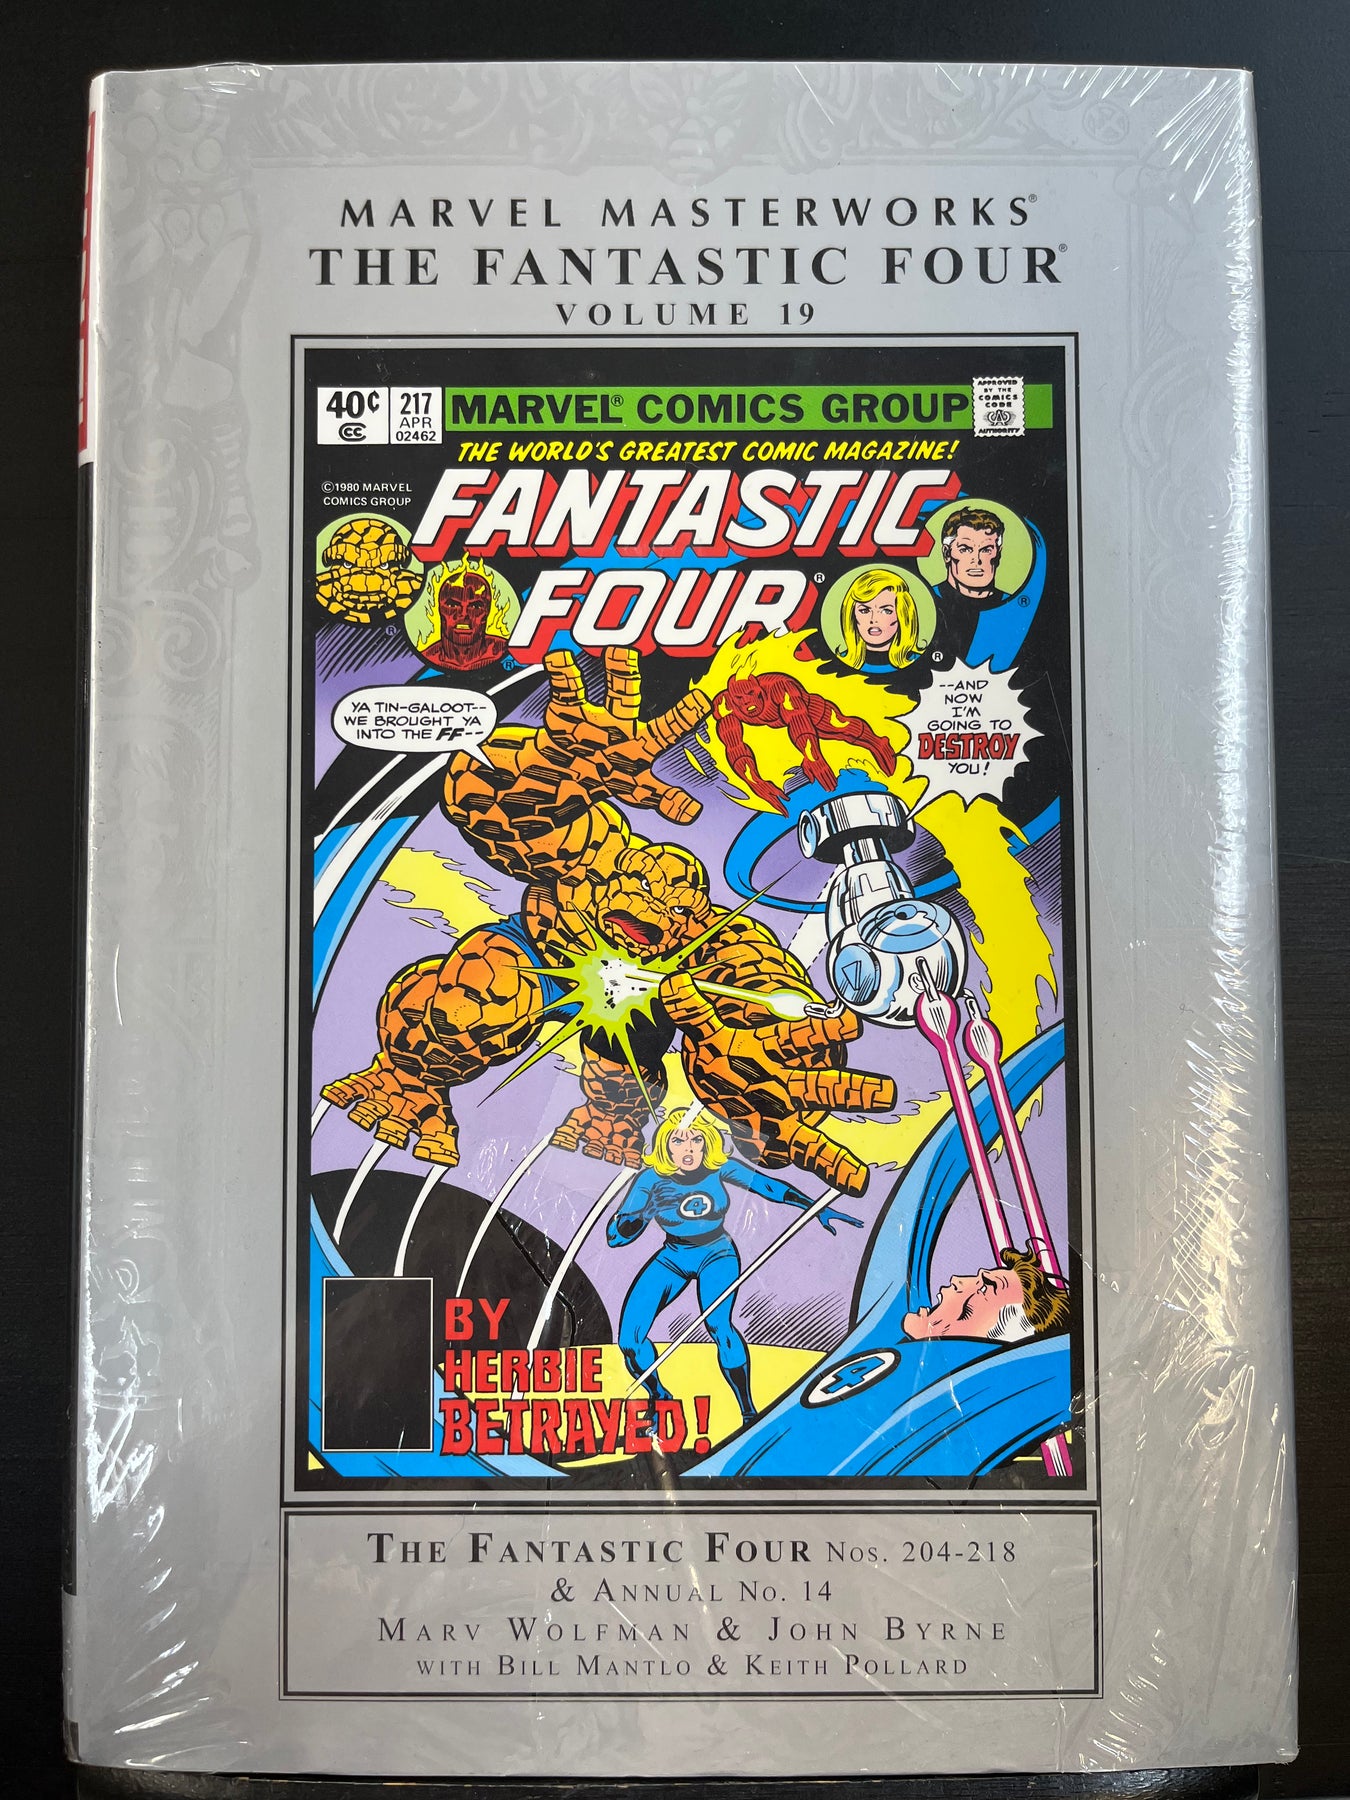 MARVEL MASTERWORKS®
THE FANTASTIC FOUR®
VOLUME 19
40¢
CC
217
APR
02462
MARVEL® COMICS GROUP
APPROVED
BY THE
COMICS
CODE
CA
AUTHORITY
THE WORLD'S GREATEST COMIC MAGAZINE!
©1980 MARVEL
COMICS GROUP
FANTASTIC
FOUR®
®
®
®
®
YA TIN-GALOOT--
WE BROUGHT YA
INTO THE FF--
--AND
NOW
I'M
GOING TO
DESTROY
YOU!
4
4
BY
HERBIE
BETRAYED!
THE FANTASTIC FOUR NOS. 204-218
& ANNUAL NO. 14
MARV WOLFMAN & JOHN BYRNE
WITH BILL MANTLO & KEITH POLLARD